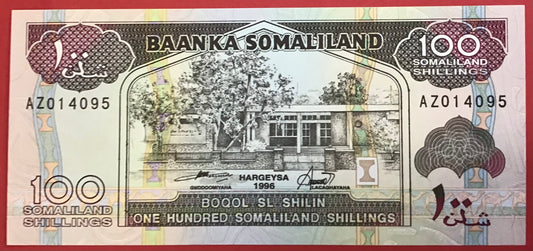 BAANKA SOMALILAND
١٠٠
شلن
100
SOMALILAND
SHILLINGS
AZ014095
AZ014095
HARGEYSA
1996
GUDDOOMIYAHA
LACAGHAYAHA
100
SOMALILAND
SHILLINGS
BOQOL SL SHILIN
ONE HUNDRED SOMALILAND SHILLINGS
١٠٠
شلن